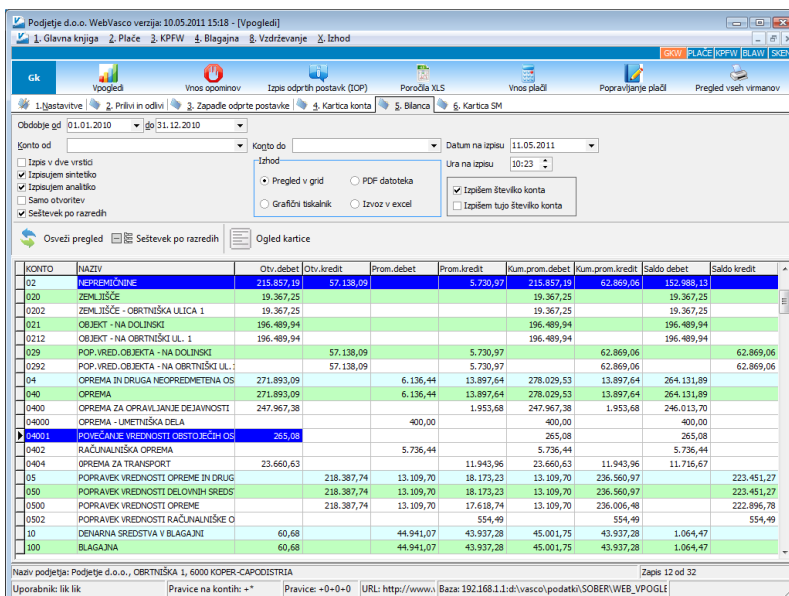 Podjetje d.o.o. WebVasco verzija: 10.05.2011 15:18 - [Vpogledi]
1. Glavna knjiga 2. Plače 3. KPFW 4. Blagajna 8. Vzdrževanje X. Izhod
GKW PLAČE KPFW BLAW SKEN
Gk Vpogledi Vnos opominov Izpis odprtih postavk (IOP) Poročila XLS Vnos plačil Popravljanje plačil Pregled vseh virmanov
1.Nastavitve 2. Prilivi in odlivi 3. Zapadle odprte postavke 4. Kartica konta 5. Bilanca 6. Kartica SM
Obdobje od 01.01.2010 do 31.12.2010
Konto od Konto do Datum na izpisu 11.05.2011
Izpis v dve vrstici Izhod Ura na izpisu 10:23
Izpisujem sintetiko Pregled v grid PDF datoteka
Izpisujem analitiko Izpišem številko konta
Samo otvoritev Grafični tiskalnik Izvoz v excel Izpišem tujo številko konta
Seštevek po razredih
Osveži pregled Seštevek po razredih Ogled kartice
KONTO NAZIV Otv.debet Otv.kredit Prom.debet Prom.kredit Kum.prom.debet Kum.prom.kredit Saldo debet Saldo kredit
02 NEPREMIČNINE 215.857,19 57.138,09 5.730,97 215.857,19 62.869,06 152.988,13
020 ZEMLJIŠČE 19.367,25 19.367,25 19.367,25
0202 ZEMLJIŠČE - OBRTNIŠKA ULICA 1 19.367,25 19.367,25 19.367,25
021 OBJEKT - NA DOLINSKI 196.489,94 196.489,94 196.489,94
0212 OBJEKT - NA OBRTNIŠKI UL. 1 196.489,94 196.489,94 196.489,94
029 POP.VRED.OBJEKTA - NA DOLINSKI 57.138,09 5.730,97 62.869,06 62.869,06
0292 POP.VRED.OBJEKTA - NA OBRTNIŠKI UL. 57.138,09 5.730,97 62.869,06 62.869,06
04 OPREMA IN DRUGA NEOPREDMETENA OS 271.893,09 6.136,44 13.897,64 278.029,53 13.897,64 264.131,89
040 OPREMA 271.893,09 6.136,44 13.897,64 278.029,53 13.897,64 264.131,89
0400 OPREMA ZA OPRAVLJANJE DEJAVNOSTI 247.967,38 1.953,68 247.967,38 1.953,68 246.013,70
04000 OPREMA - UMETNIŠKA DELA 400,00 400,00 400,00
04001 POVEČANJE VREDNOSTI OBSTOJEČIH OS 265,08 265,08 265,08
0402 RAČUNALNIŠKA OPREMA 5.736,44 5.736,44 5.736,44
0404 0PREMA ZA TRANSPORT 23.660,63 11.943,96 23.660,63 11.943,96 11.716,67
05 POPRAVEK VREDNOSTI OPREME IN DRUG 218.387,74 13.109,70 18.173,23 13.109,70 236.560,97 223.451,27
050 POPRAVEK VREDNOSTI DELOVNIH SREDS 218.387,74 13.109,70 18.173,23 13.109,70 236.560,97 223.451,27
0500 POPRAVEK VREDNOSTI OPREME 218.387,74 13.109,70 17.618,74 13.109,70 236.006,48 222.896,78
0502 POPRAVEK VREDNOSTI RAČUNALNIŠKE O 554,49 554,49 554,49
10 DENARNA SREDSTVA V BLAGAJNI 60,68 44.941,07 43.937,28 45.001,75 43.937,28 1.064,47
100 BLAGAJNA 60,68 44.941,07 43.937,28 45.001,75 43.937,28 1.064,47
Naziv podjetja: Podjetje d.o.o., OBRTNIŠKA 1, 6000 KOPER-CAPODISTRIA Zapis 12 od 32
Uporabnik: lik lik Pravice na kontih: +* Pravice: +0+0+0 URL: http://www.v Baza: 192.168.1.1:d:\vasco\podatki\SOBER\WEB_VPOGLE